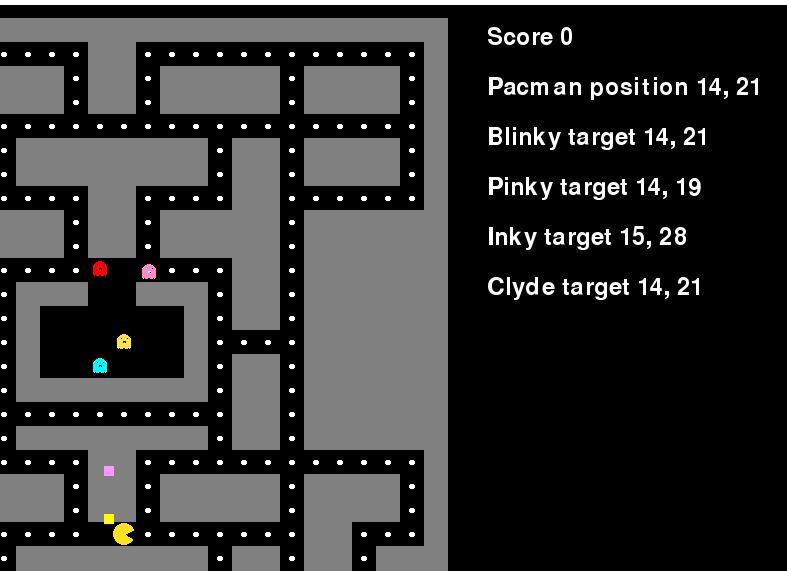 Score 0
Pacman position 14, 21
Blinky target 14, 21
Pinky target 14, 19
Inky target 15, 28
Clyde target 14, 21